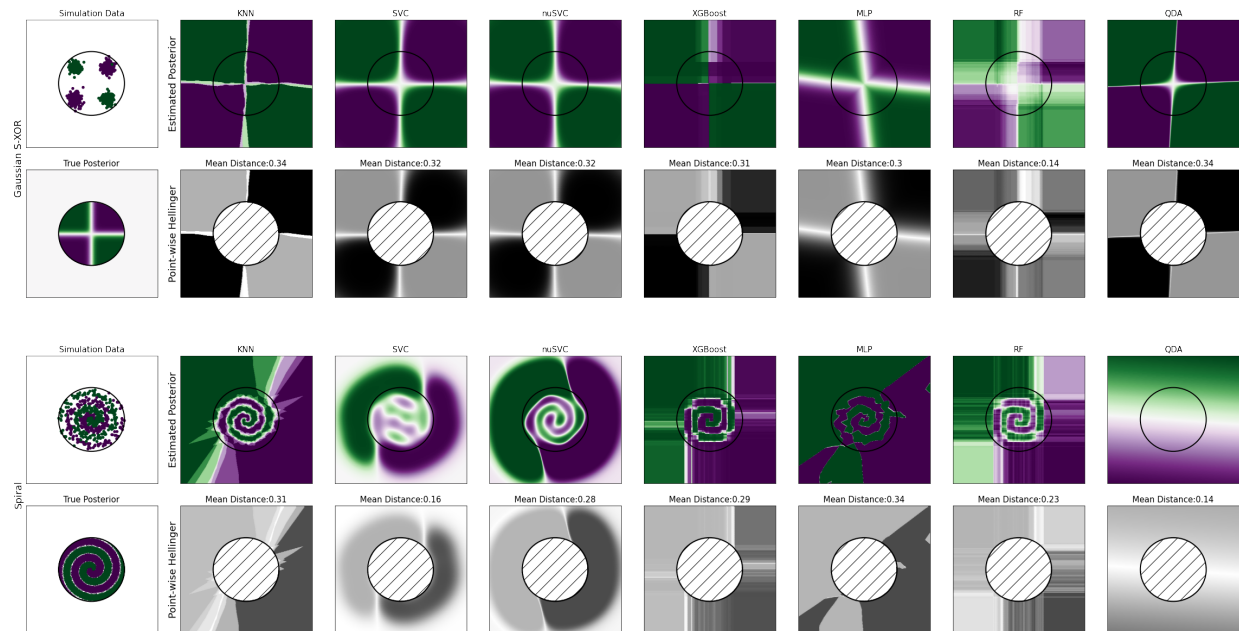 Gaussian S-XOR
Simulation Data
KNN
SVC
nuSVC
XGBoost
MLP
RF
QDA
Estimated Posterior
True Posterior
Mean Distance:0.34
Mean Distance:0.32
Mean Distance:0.32
Mean Distance:0.31
Mean Distance:0.3
Mean Distance:0.14
Mean Distance:0.34
Point-wise Hellinger
Spiral
Simulation Data
KNN
SVC
nuSVC
XGBoost
MLP
RF
QDA
Estimated Posterior
True Posterior
Mean Distance:0.31
Mean Distance:0.16
Mean Distance:0.28
Mean Distance:0.29
Mean Distance:0.34
Mean Distance:0.23
Mean Distance:0.14
Point-wise Hellinger